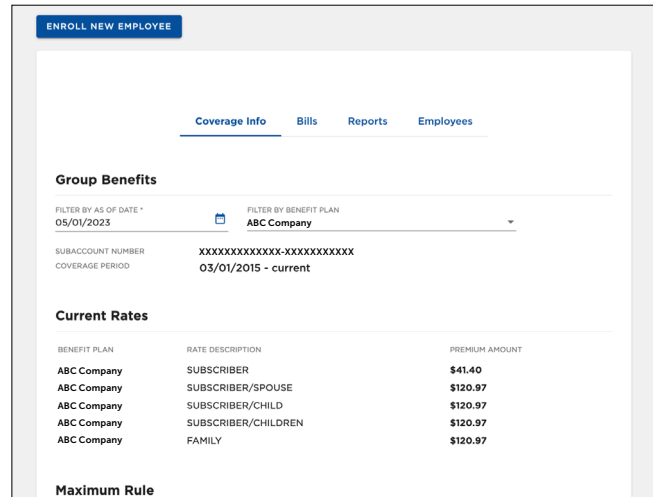 ENROLL NEW EMPLOYEE
Coverage Info Bills Reports Employees
Group Benefits
FILTER BY AS OF DATE * FILTER BY BENEFIT PLAN
05/01/2023 ABC Company
SUBACCOUNT NUMBER XXXXXXXXXXXXX-XXXXXXXXXXX
COVERAGE PERIOD 03/01/2015 - current
Current Rates
BENEFIT PLAN RATE DESCRIPTION PREMIUM AMOUNT
ABC Company SUBSCRIBER $41.40
ABC Company SUBSCRIBER/SPOUSE $120.97
ABC Company SUBSCRIBER/CHILD $120.97
ABC Company SUBSCRIBER/CHILDREN $120.97
ABC Company FAMILY $120.97
Maximum Rule